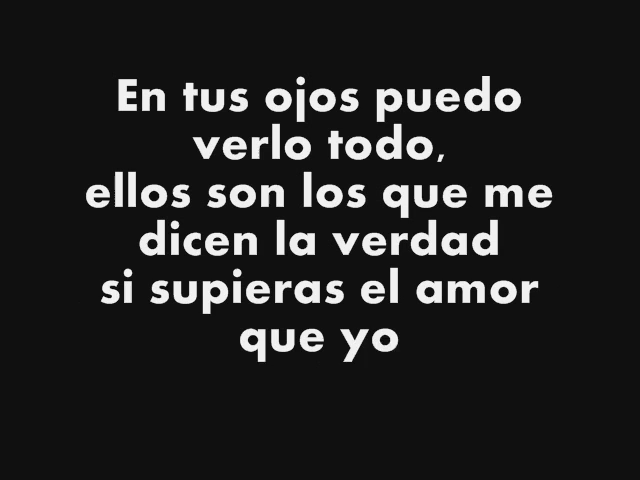 En tus ojos puedo
verlo todo,
ellos son los que me
dicen la verdad
si supieras el amor
que yo